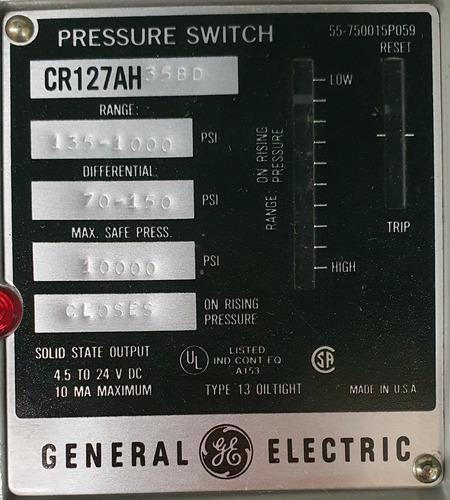 PRESSURE SWITCH
55-750015P059
CR127AH35BD
RESET
LOW
RANGE:
135-1000 PSI
DIFFERENTIAL:
70-150 PSI
RANGE ON RISING PRESSURE
TRIP
MAX. SAFE PRESS.
10000 PSI
HIGH
CLOSES ON RISING PRESSURE
SOLID STATE OUTPUT
4.5 TO 24 V DC
10 MA MAXIMUM
UL
LISTED
IND CONT EQ
A153
SA
TYPE 13 OILTIGHT
MADE IN U.S.A.
GENERAL GE ELECTRIC